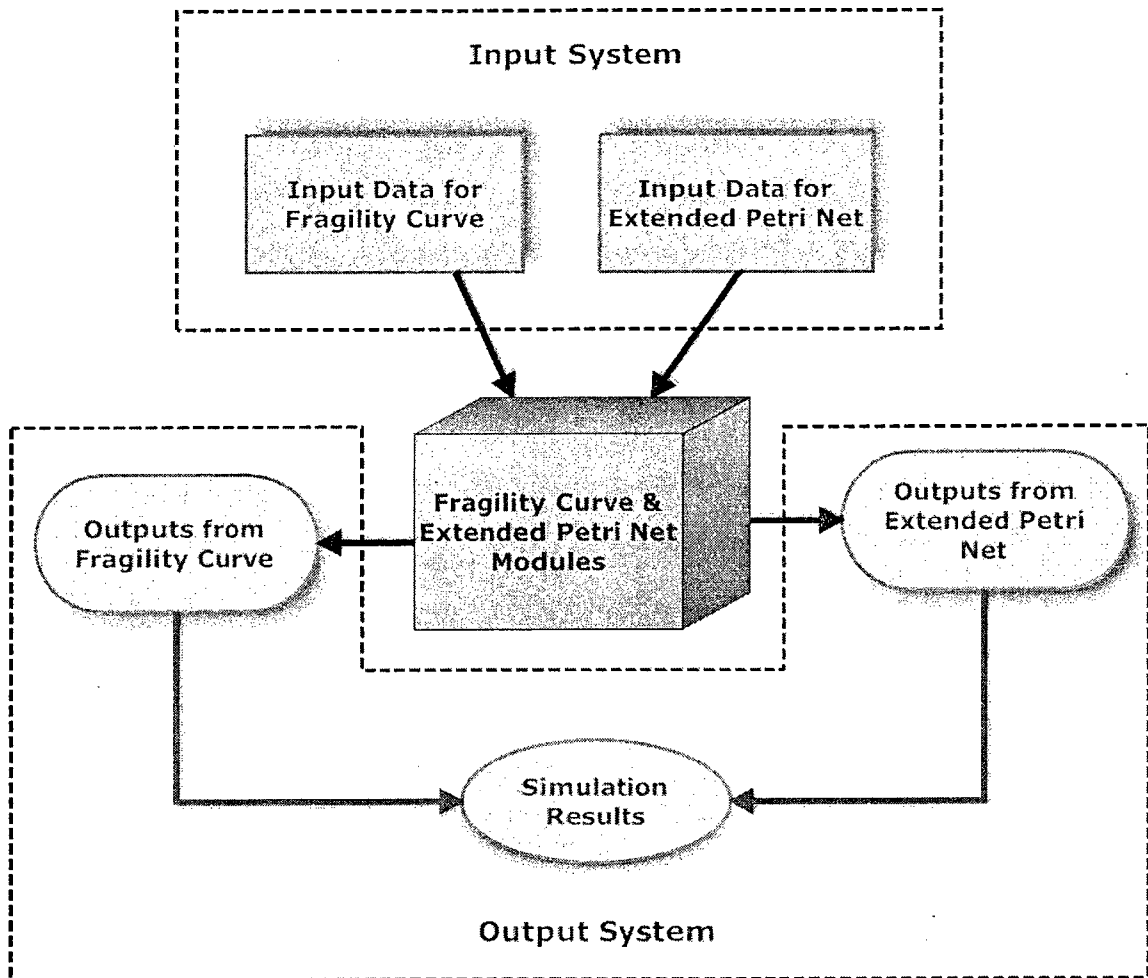 Input System
Input Data for
Fragility Curve
Input Data for
Extended Petri Net
Fragility Curve &
Extended Petri Net
Modules
Outputs from
Fragility Curve
Outputs from
Extended Petri
Net
Simulation
Results
Output System